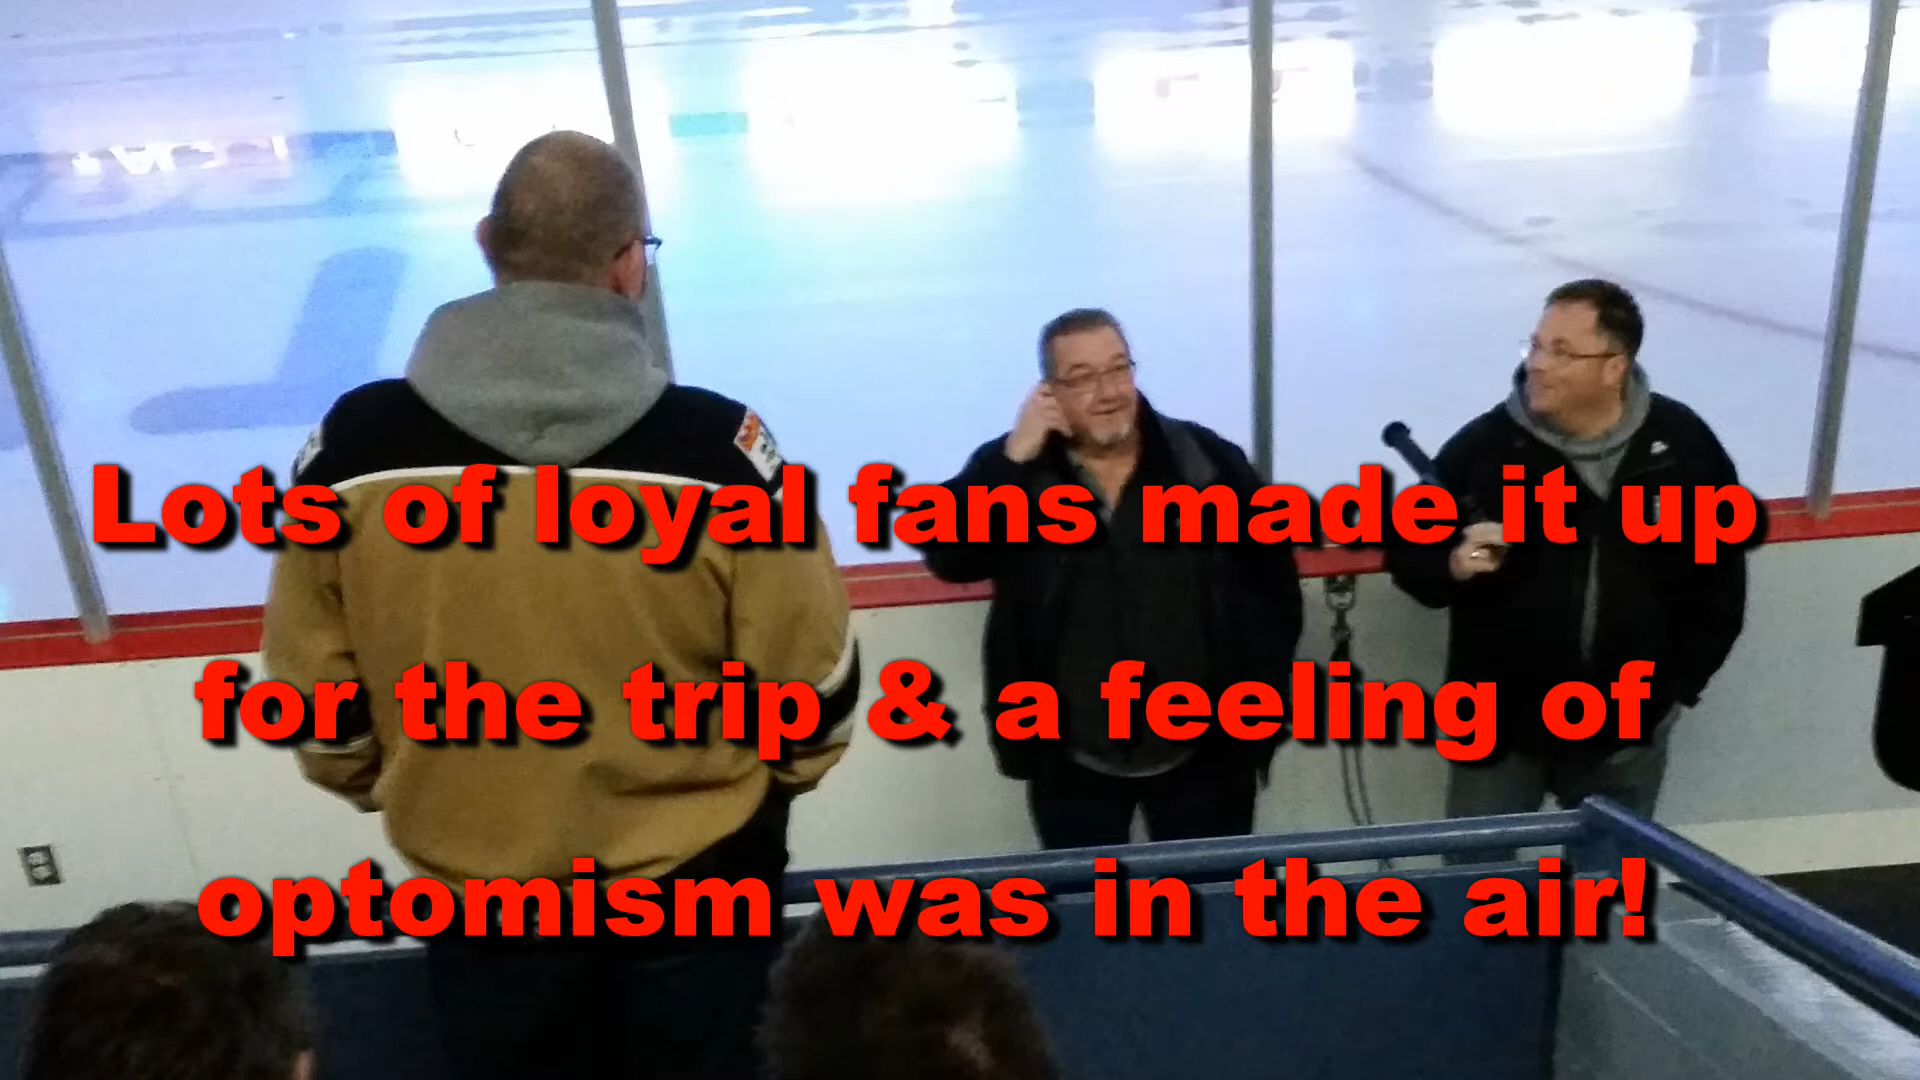 Lots of loyal fans made it up
for the trip & a feeling of
optomism was in the air!